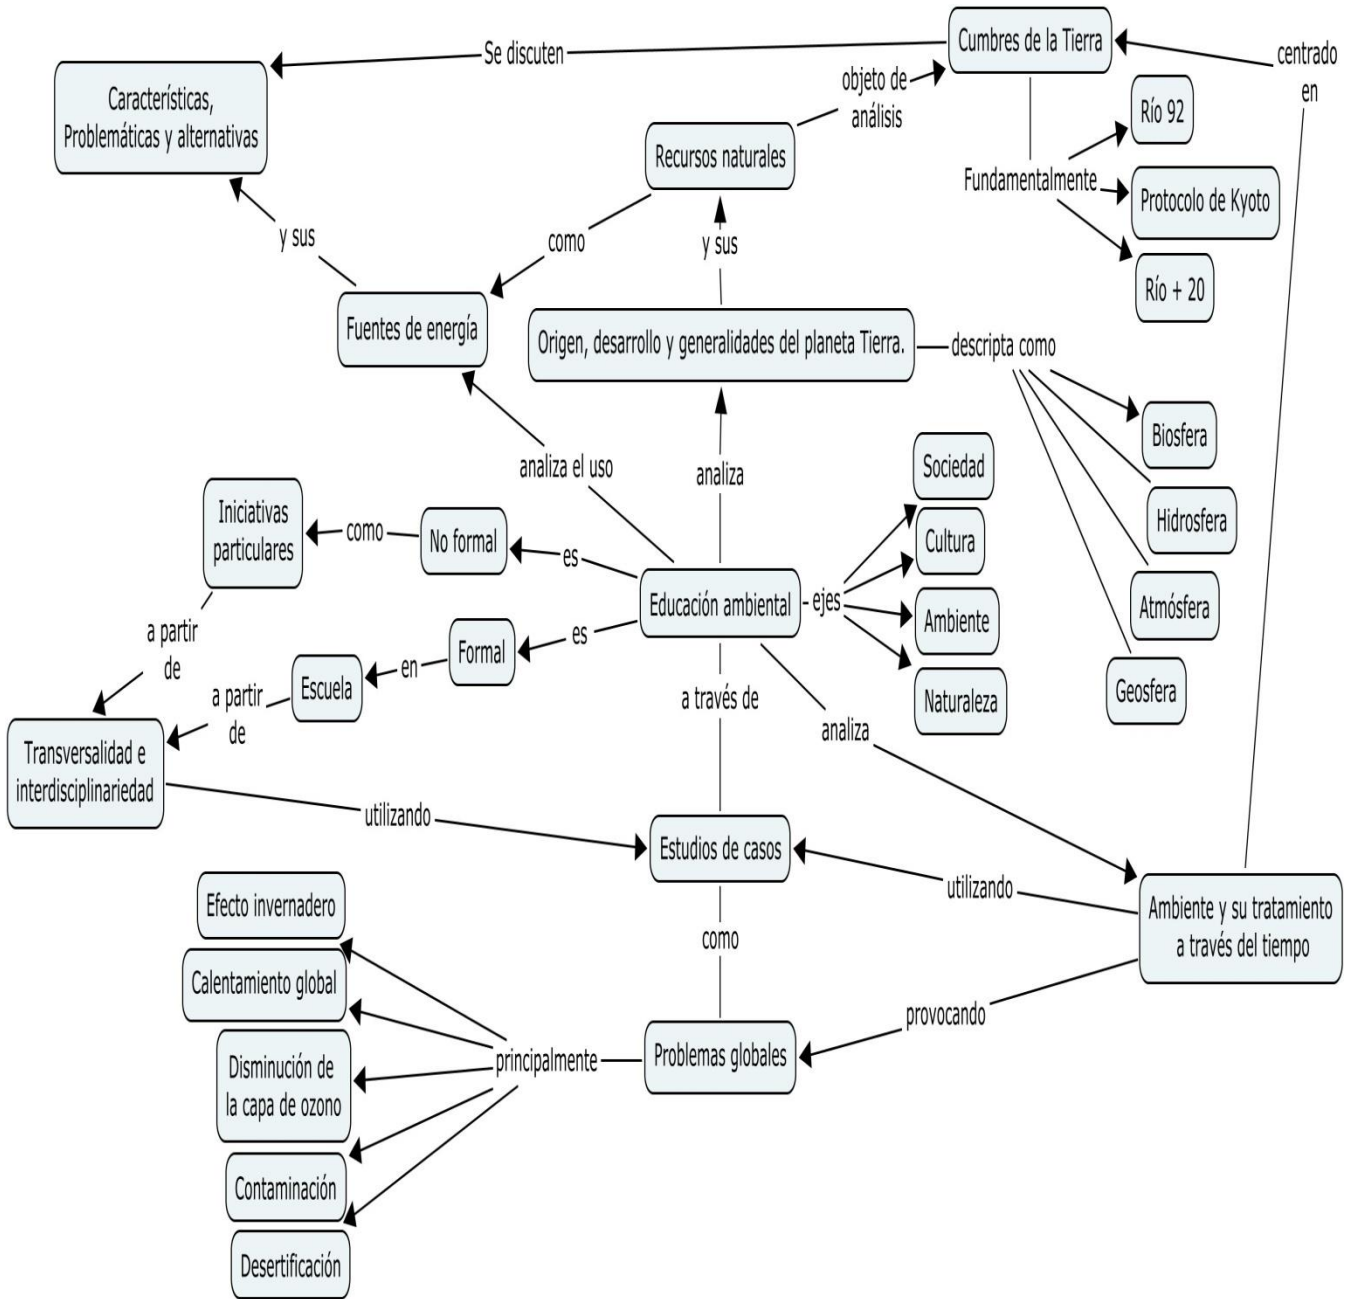 Cumbres de la Tierra
Se discuten
centrado
en
Características,
Problemáticas y alternativas
objeto de
análisis
Río 92
Recursos naturales
Fundamentalmente
Protocolo de Kyoto
y sus
como
y sus
Río + 20
Fuentes de energía
Origen, desarrollo y generalidades del planeta Tierra.
descripta como
Biosfera
analiza el uso
analiza
Sociedad
Iniciativas
particulares
como
No formal
es
Cultura
Hidrosfera
Educación ambiental
ejes
Ambiente
Atmósfera
a partir
de
Formal
es
en
Escuela
a partir
de
a través de
Naturaleza
Geosfera
analiza
Transversalidad e
interdisciplinariedad
utilizando
Estudios de casos
utilizando
Ambiente y su tratamiento
a través del tiempo
Efecto invernadero
como
Calentamiento global
provocando
principalmente
Problemas globales
Disminución de
la capa de ozono
Contaminación
Desertificación